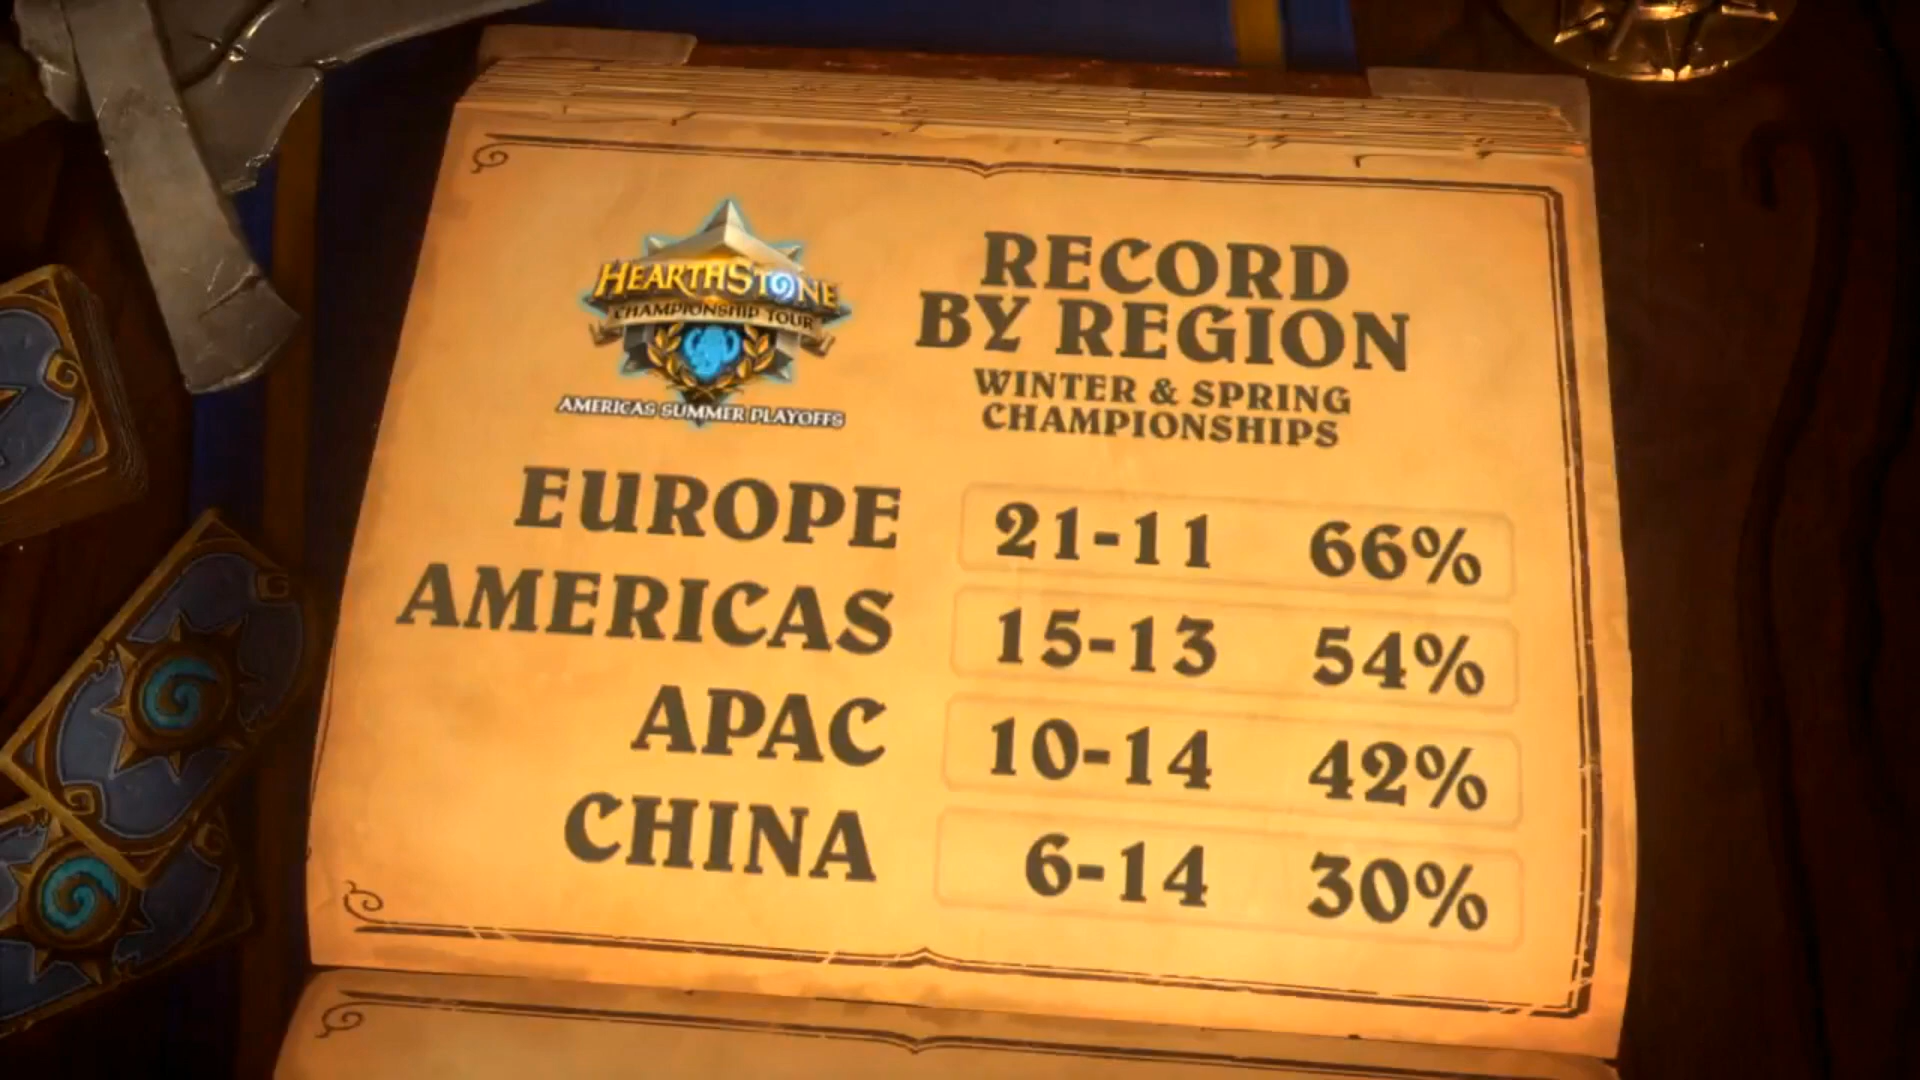 HEARTHSTONE
CHAMPIONSHIP TOUR
AMERICAS SUMMER PLAYOFFS
RECORD
BY REGION
WINTER & SPRING
CHAMPIONSHIPS
EUROPE 21-11 66%
AMERICAS 15-13 54%
APAC 10-14 42%
CHINA 6-14 30%